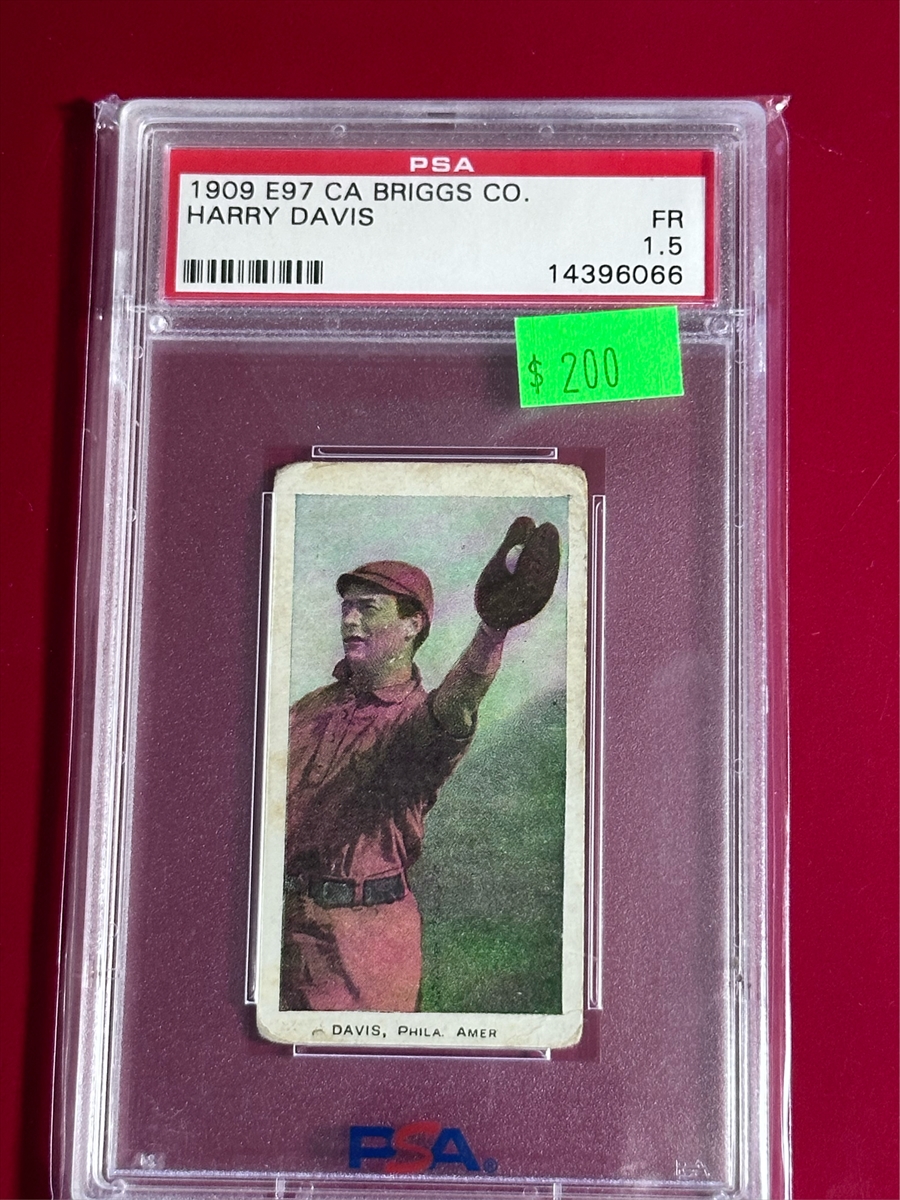 PSA
1909 E97 CA BRIGGS CO.
HARRY DAVIS
FR
1.5
14396066
$ 200
DAVIS, PHILA. AMER
PSA®